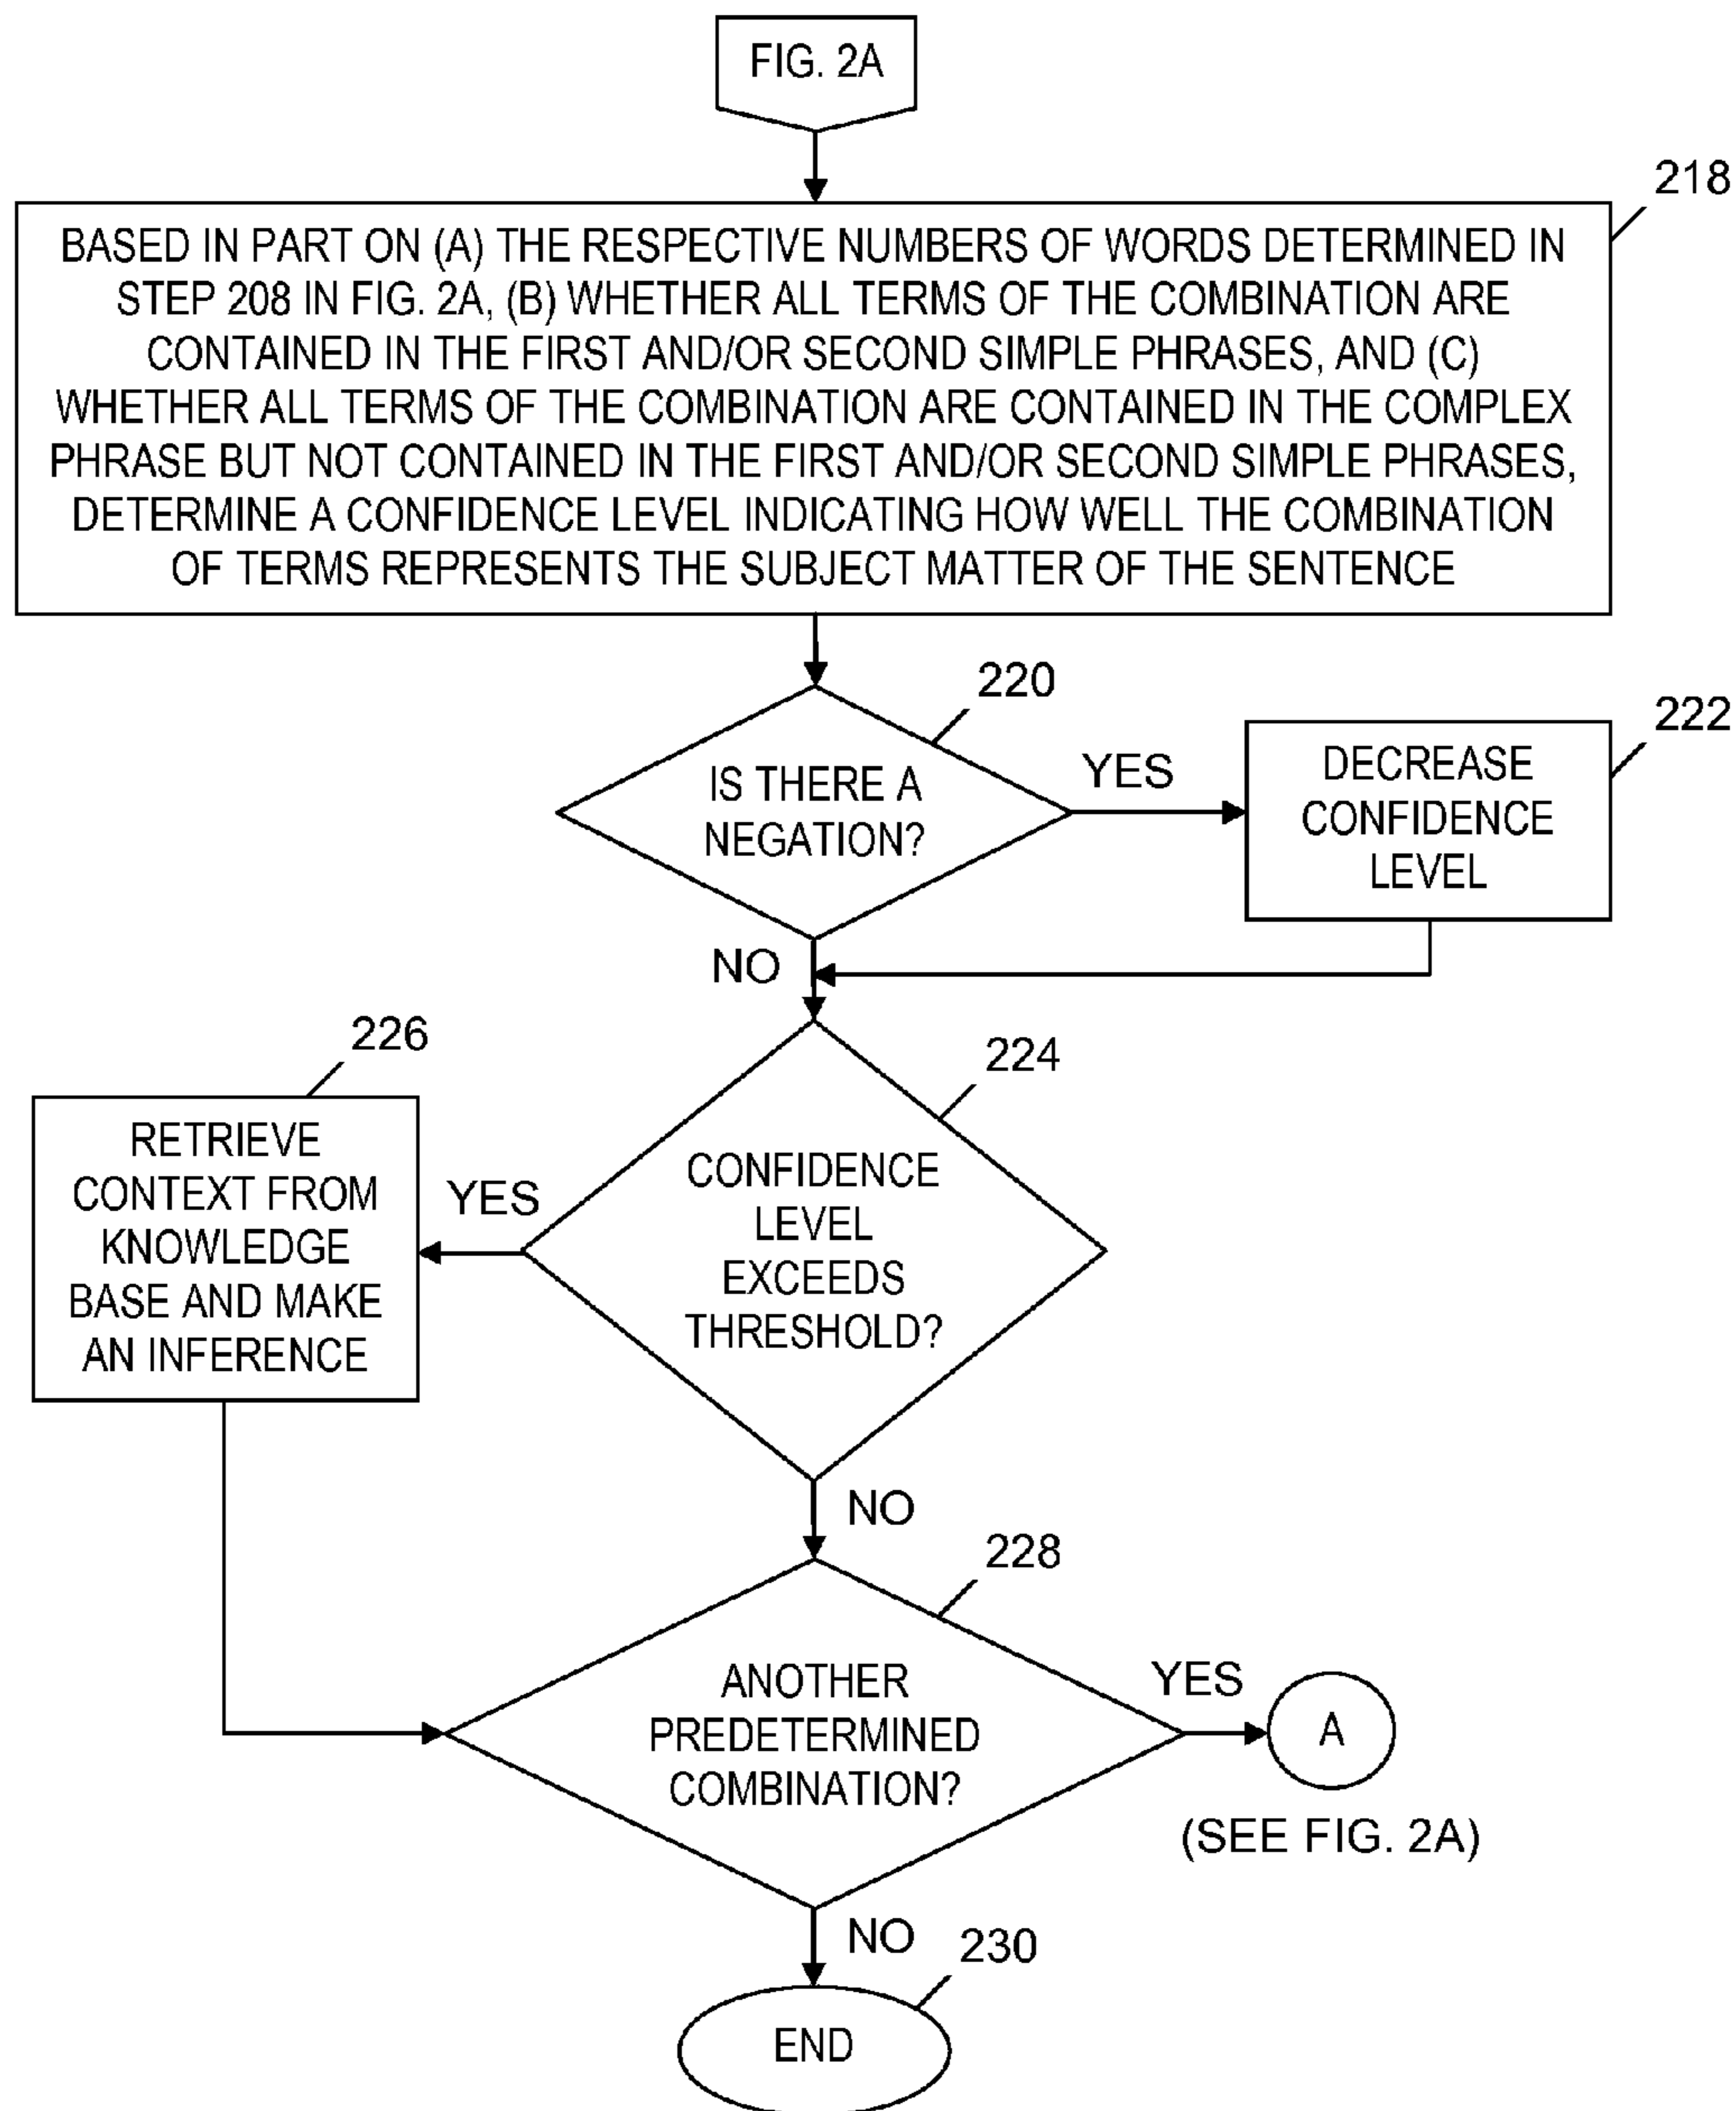 FIG. 2A
218
BASED IN PART ON (A) THE RESPECTIVE NUMBERS OF WORDS DETERMINED IN
STEP 208 IN FIG. 2A, (B) WHETHER ALL TERMS OF THE COMBINATION ARE
CONTAINED IN THE FIRST AND/OR SECOND SIMPLE PHRASES, AND (C)
WHETHER ALL TERMS OF THE COMBINATION ARE CONTAINED IN THE COMPLEX
PHRASE BUT NOT CONTAINED IN THE FIRST AND/OR SECOND SIMPLE PHRASES,
DETERMINE A CONFIDENCE LEVEL INDICATING HOW WELL THE COMBINATION
OF TERMS REPRESENTS THE SUBJECT MATTER OF THE SENTENCE
220
IS THERE A
NEGATION?
YES
222
DECREASE
CONFIDENCE
LEVEL
NO
224
CONFIDENCE
LEVEL
EXCEEDS
THRESHOLD?
YES
226
RETRIEVE
CONTEXT FROM
KNOWLEDGE
BASE AND MAKE
AN INFERENCE
NO
228
ANOTHER
PREDETERMINED
COMBINATION?
YES
A
(SEE FIG. 2A)
NO
230
END